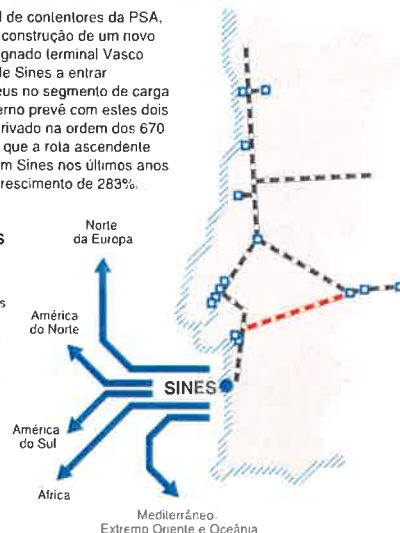 l de contentores da PSA,
construção de um novo
gnado terminal Vasco
de Sines a entrar
eus no segmento de carga
erno prevê com estes dois
rivado na ordem dos 670
que a rota ascendente
m Sines nos últimos anos
rescimento de 283%.
S
s
Norte
da Europa
América
do Norte
SINES
América
do Sul
Africa
Mediterrâneo-
Extremo Oriente e Oceânia